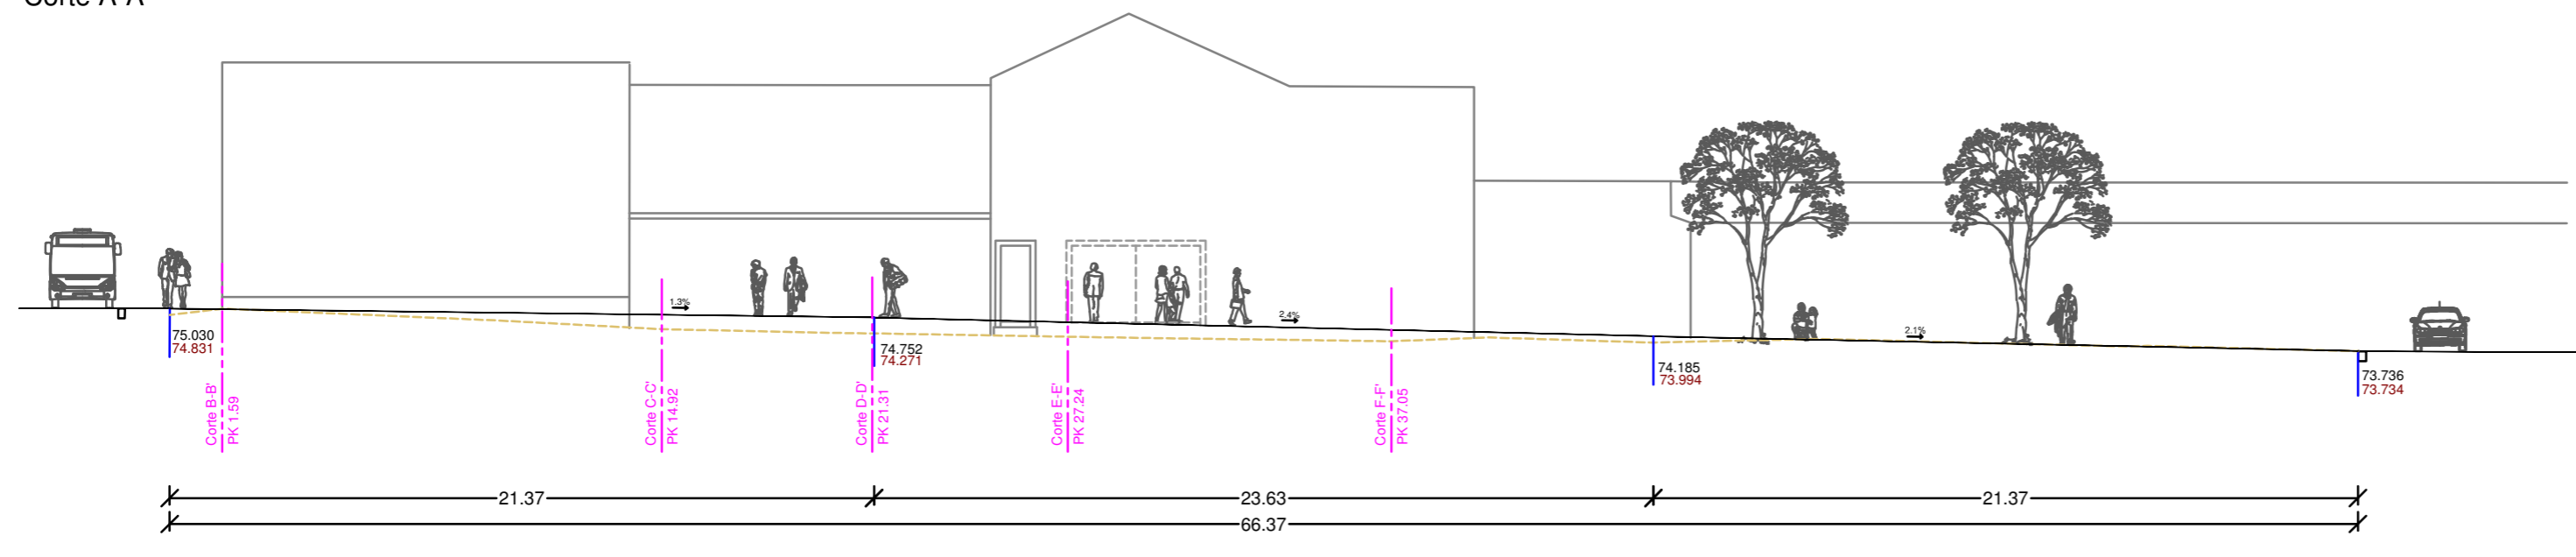 Corte A-A'
1.3%
2.4%
2.1%
75.030
74.831
74.752
74.271
74.185
73.994
73.736
73.734
Corte B-B'
PK 1.59
Corte C-C'
PK 14.92
Corte D-D'
PK 21.31
Corte E-E'
PK 27.24
Corte F-F'
PK 37.05
21.37
23.63
21.37
66.37